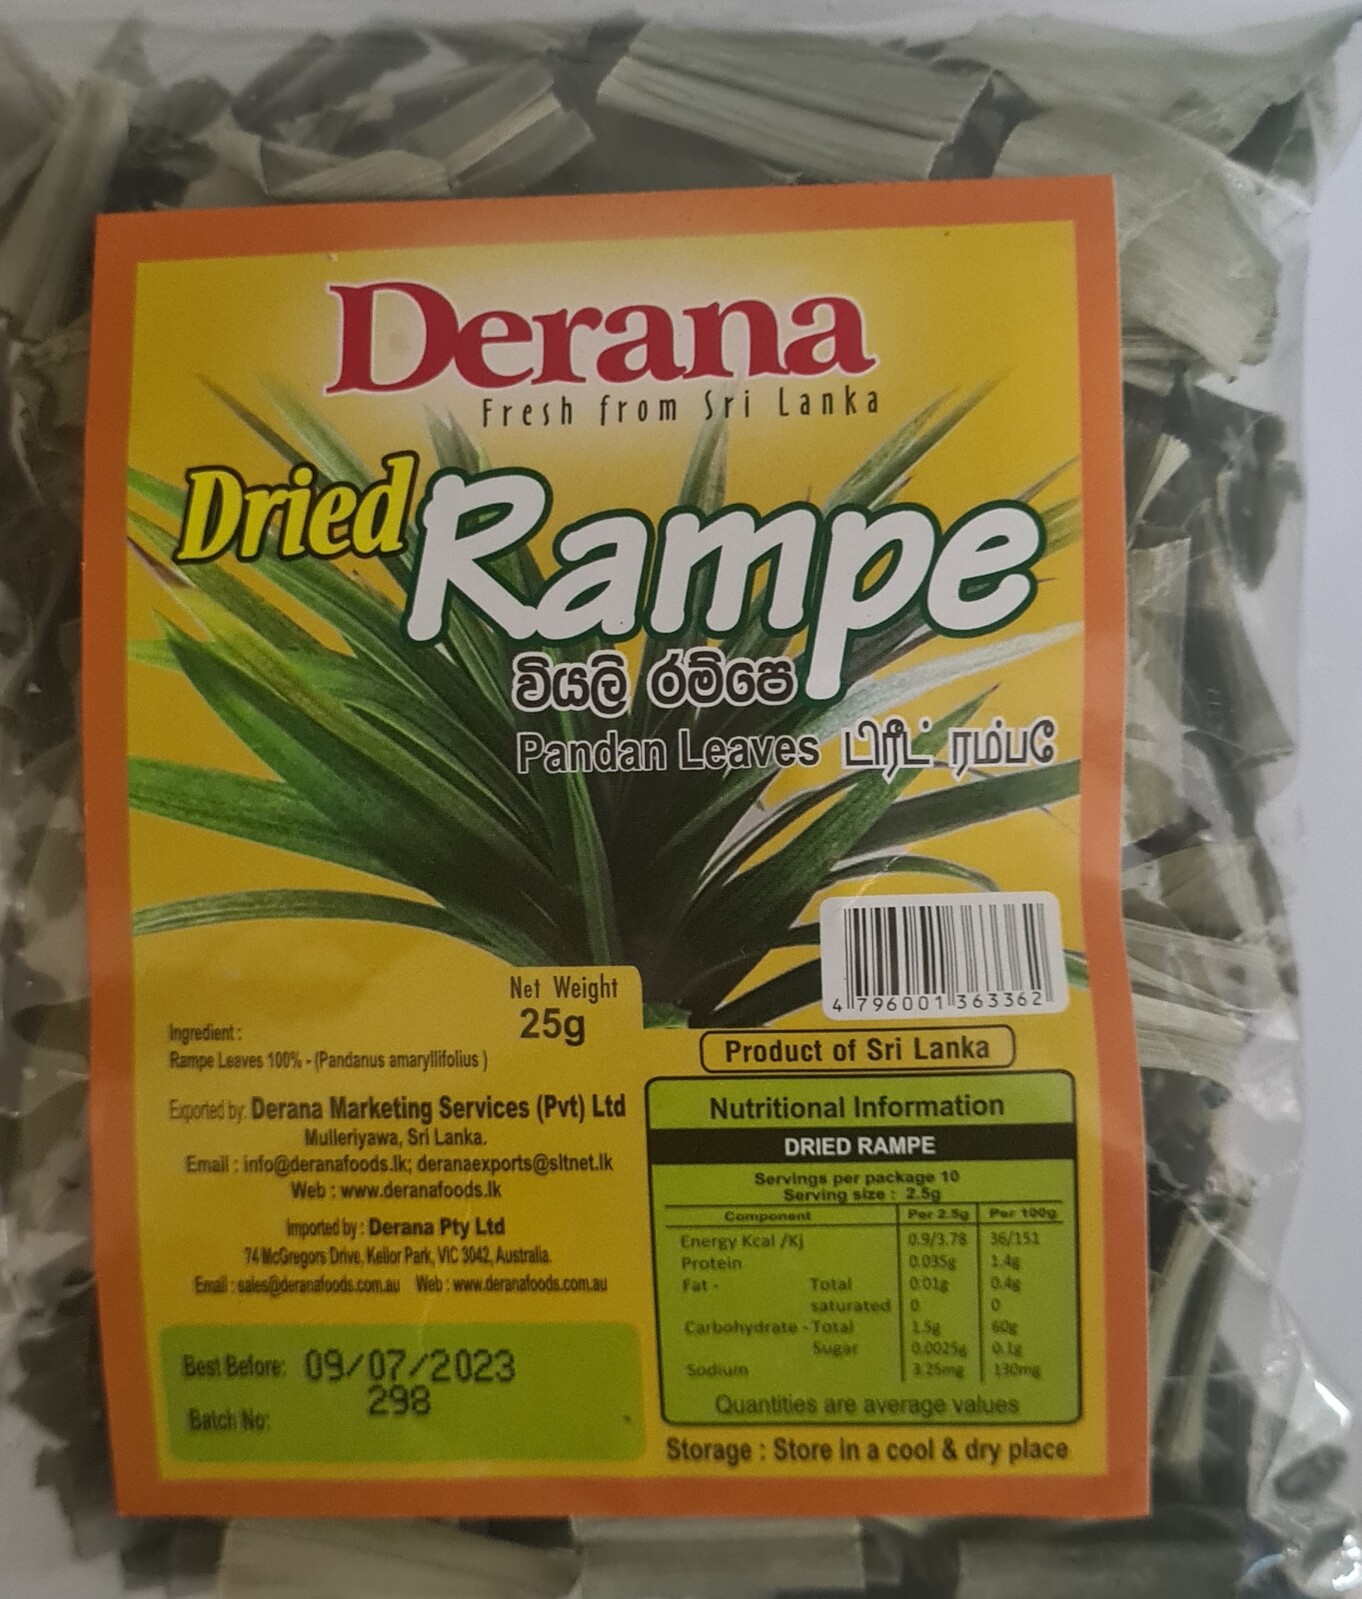 Derana
Fresh from Sri Lanka
Dried Rampe
වියලි රම්පෙ
Pandan Leaves டிரீட் ரம்பே
4 796001 363362
Net Weight
25g
Ingredient :
Rampe Leaves 100% - (Pandanus amaryllifolius )
Exported by: Derana Marketing Services (Pvt) Ltd
Mulleriyawa, Sri Lanka.
Email : info@deranafoods.lk; deranaexports@sltnet.lk
Web : www.deranafoods.lk
Imported by : Derana Pty Ltd
74 McGregors Drive, Keilor Park, VIC 3042, Australia.
Email : sales@deranafoods.com.au Web : www.deranafoods.com.au
Best Before: 09/07/2023
Batch No: 298
Product of Sri Lanka
Nutritional Information
DRIED RAMPE
Servings per package 10
Serving size : 2.5g
Component Per 2.5g Per 100g
Energy Kcal /Kj 0.9/3.78 36/151
Protein 0.035g 1.4g
Fat - Total 0.01g 0.4g
saturated 0 0
Carbohydrate - Total 1.5g 60g
Sugar 0.0025g 0.1g
Sodium 3.25mg 130mg
Quantities are average values
Storage : Store in a cool & dry place